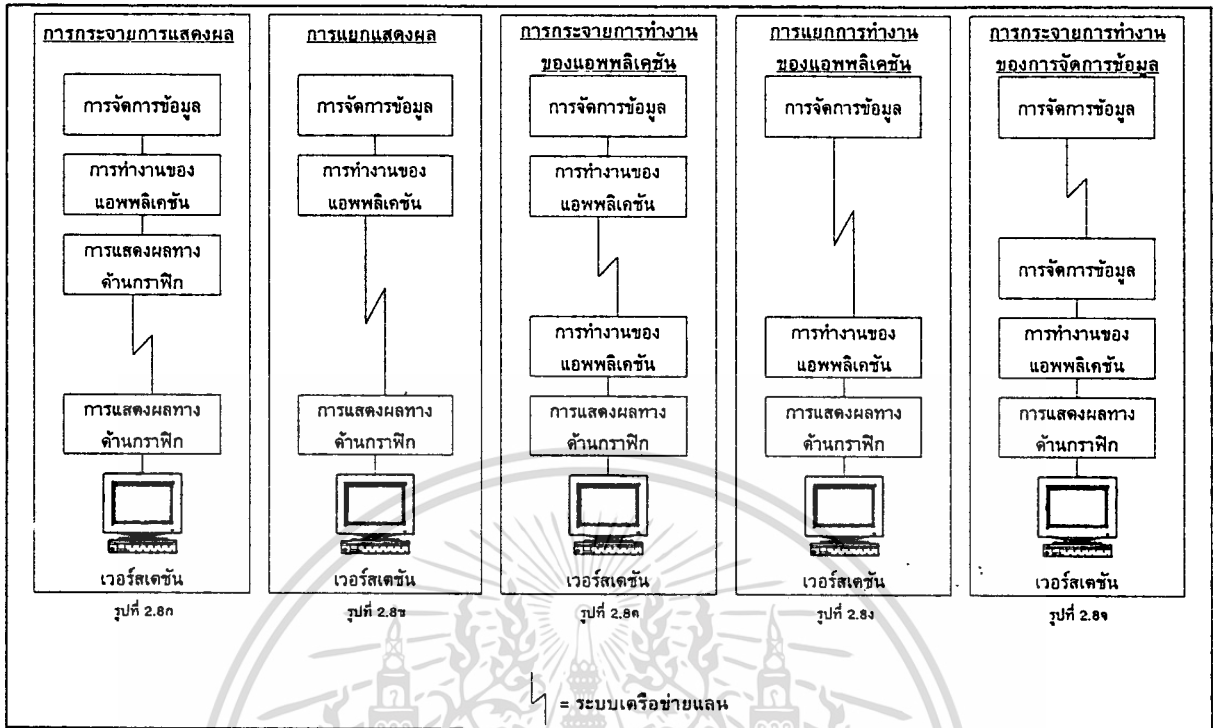 การกระจายการแสดงผล
การจัดการข้อมูล
การทำงานของ
แอพพลิเคชัน
การแสดงผลทาง
ด้านกราฟิก
การแสดงผลทาง
ด้านกราฟิก
เวอร์สเตชัน
รูปที่ 2.8ก
การแยกแสดงผล
การจัดการข้อมูล
การทำงานของ
แอพพลิเคชัน
การแสดงผลทาง
ด้านกราฟิก
เวอร์สเตชัน
รูปที่ 2.8ข
การกระจายการทำงาน
ของแอพพลิเคชัน
การจัดการข้อมูล
การทำงานของ
แอพพลิเคชัน
การทำงานของ
แอพพลิเคชัน
การแสดงผลทาง
ด้านกราฟิก
เวอร์สเตชัน
รูปที่ 2.8ค
การแยกการทำงาน
ของแอพพลิเคชัน
การจัดการข้อมูล
การทำงานของ
แอพพลิเคชัน
การแสดงผลทาง
ด้านกราฟิก
เวอร์สเตชัน
รูปที่ 2.8ง
การกระจายการทำงาน
ของการจัดการข้อมูล
การจัดการข้อมูล
การจัดการข้อมูล
การทำงานของ
แอพพลิเคชัน
การแสดงผลทาง
ด้านกราฟิก
เวอร์สเตชัน
รูปที่ 2.8จ
= ระบบเครือข่ายแลน